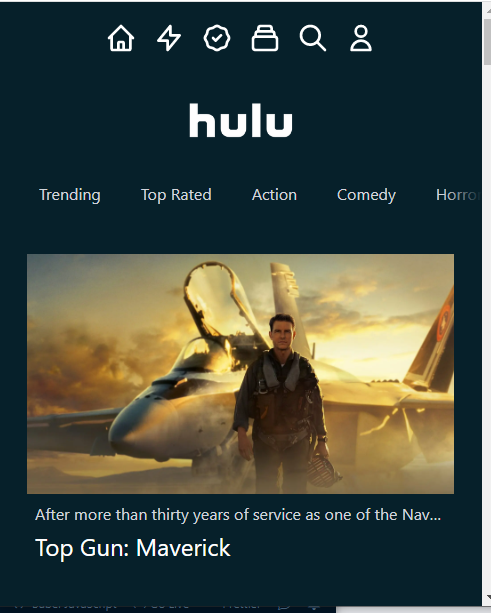 hulu
Trending Top Rated Action Comedy Horro
After more than thirty years of service as one of the Nav...
Top Gun: Maverick